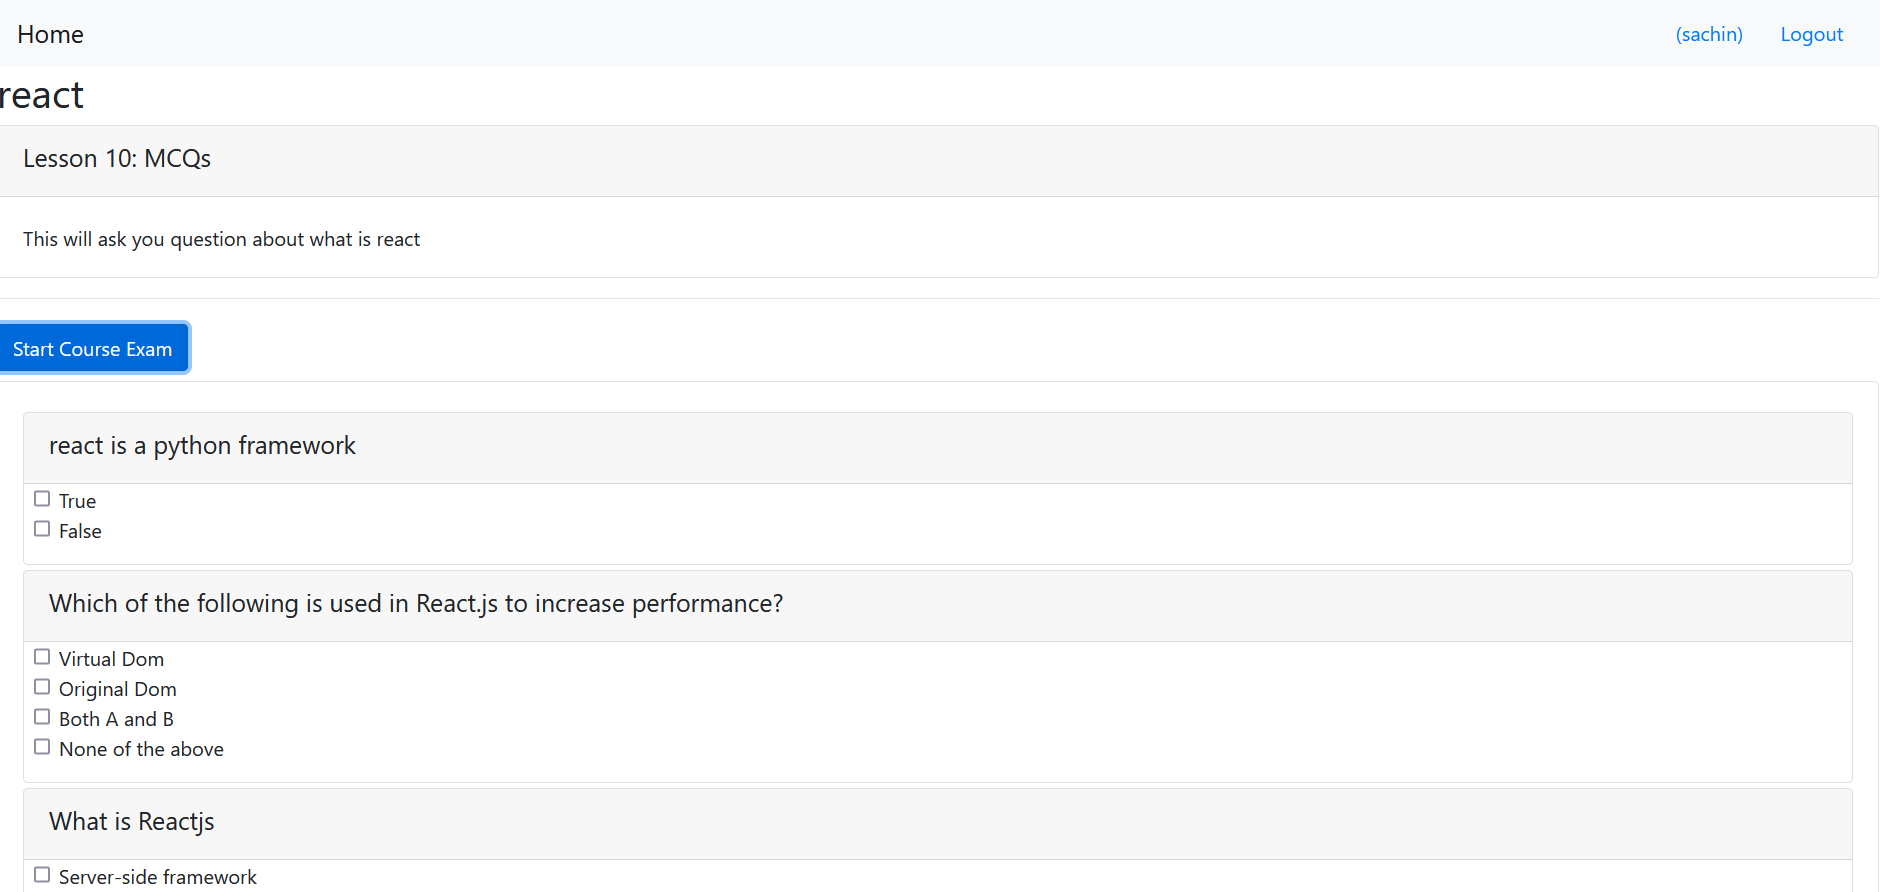 Home
(sachin)
Logout
react
Lesson 10: MCQs
This will ask you question about what is react
Start Course Exam
react is a python framework
True
False
Which of the following is used in React.js to increase performance?
Virtual Dom
Original Dom
Both A and B
None of the above
What is Reactjs
Server-side framework